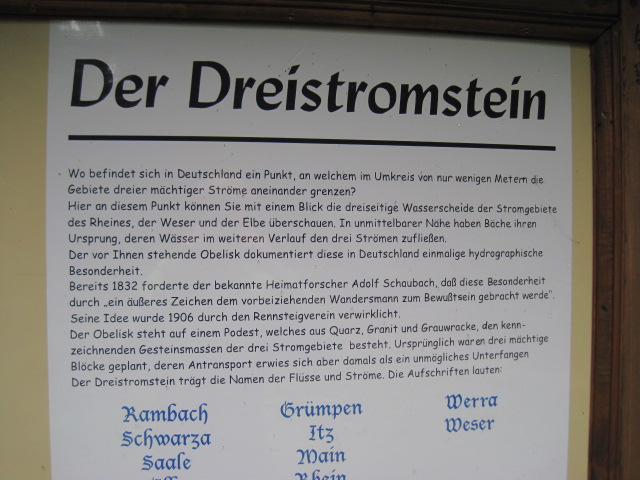 Der Dreistromstein
Wo befindet sich in Deutschland ein Punkt, an welchem im Umkreis von nur wenigen Metern die
Gebiete dreier mächtiger Ströme aneinander grenzen?
Hier an diesem Punkt können Sie mit einem Blick die dreiseitige Wasserscheide der Stromgebiete
des Rheines, der Weser und der Elbe überschauen. In unmittelbarer Nähe haben Bäche ihren
Ursprung, deren Wässer im weiteren Verlauf den drei Strömen zufließen.
Der vor Ihnen stehende Obelisk dokumentiert diese in Deutschland einmalige hydrographische
Besonderheit.
Bereits 1832 forderte der bekannte Heimatforscher Adolf Schaubach, daß diese Besonderheit
durch „ein äußeres Zeichen dem vorbeiziehenden Wandersmann zum Bewußtsein gebracht werde".
Seine Idee wurde 1906 durch den Rennsteigverein verwirklicht.
Der Obelisk steht auf einem Podest, welches aus Quarz, Granit und Grauwracke, den kenn-
zeichnenden Gesteinsmassen der drei Stromgebiete besteht. Ursprünglich waren drei mächtige
Blöcke geplant, deren Antransport erwies sich aber damals als ein unmögliches Unterfangen
Der Dreistromstein trägt die Namen der Flüsse und Ströme. Die Aufschriften lauten:
Rambach
Schwarza
Saale
Grümpen
Itz
Main
Rhein
Werra
Weser